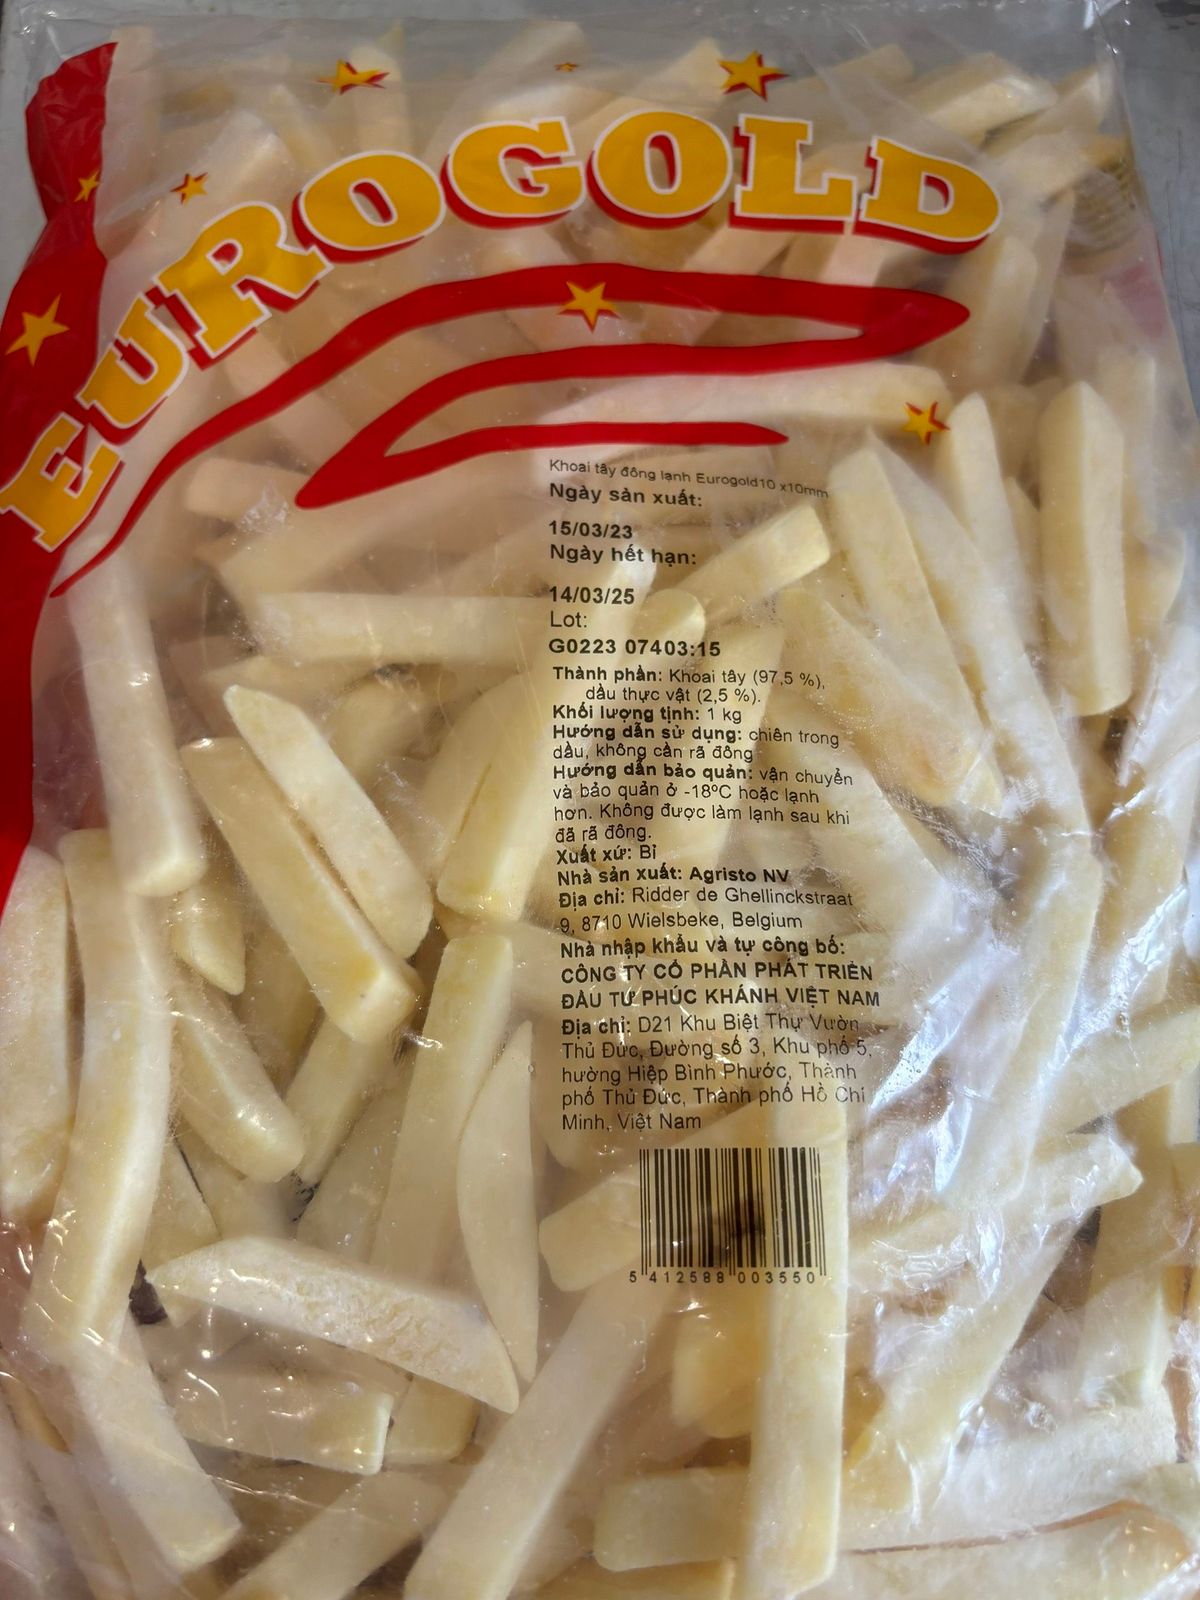 EUROGOLD
Khoai tây đông lạnh Eurogold10 x10mm
Ngày sản xuất:
15/03/23
Ngày hết hạn:
14/03/25
Lot:
G0223 07403:15
Thành phần: Khoai tây (97,5 %),
dầu thực vật (2,5 %).
Khối lượng tịnh: 1 kg
Hướng dẫn sử dụng: chiên trong
dầu, không cần rã đông
Hướng dẫn bảo quản: vận chuyển
và bảo quản ở -18ºC hoặc lạnh
hơn. Không được làm lạnh sau khi
đã rã đông.
Xuất xứ: Bỉ
Nhà sản xuất: Agristo NV
Địa chỉ: Ridder de Ghellinckstraat
9, 8710 Wielsbeke, Belgium
Nhà nhập khẩu và tự công bố:
CÔNG TY CỔ PHẦN PHÁT TRIỂN
ĐẦU TƯ PHÚC KHÁNH VIỆT NAM
Địa chỉ: D21 Khu Biệt Thự Vườn
Thủ Đức, Đường số 3, Khu phố 5,
hường Hiệp Bình Phước, Thành
phố Thủ Đức, Thành phố Hồ Chí
Minh, Việt Nam
5 412588 003550